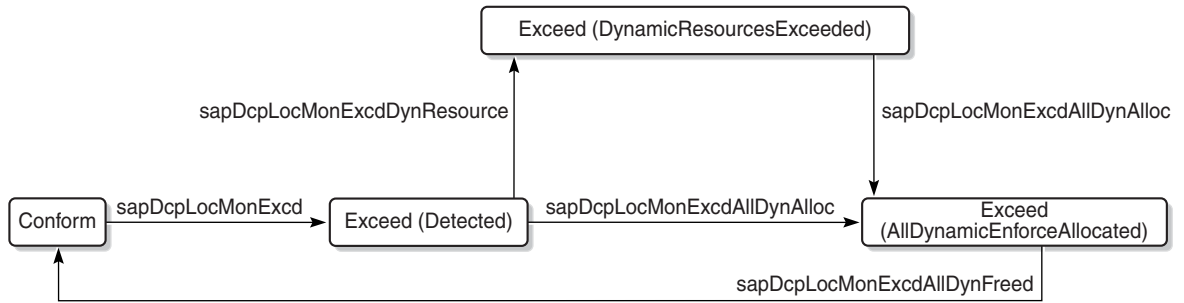 Exceed (DynamicResourcesExceeded)
sapDcpLocMonExcdDynResource
sapDcpLocMonExcdAllDynAlloc
Conform
sapDcpLocMonExcd
Exceed (Detected)
sapDcpLocMonExcdAllDynAlloc
Exceed
(AllDynamicEnforceAllocated)
sapDcpLocMonExcdAllDynFreed